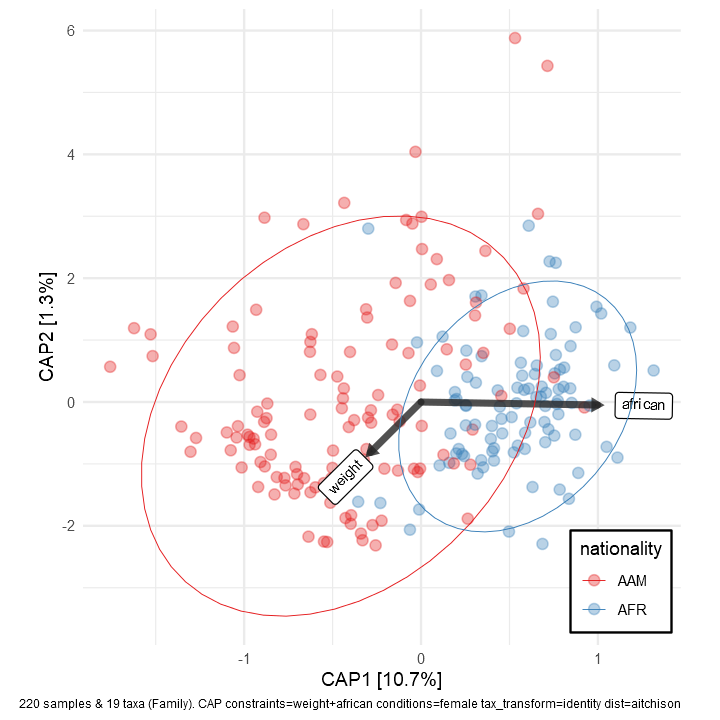 6
4
2
0
-2
-1
0
1
CAP2 [1.3%]
CAP1 [10.7%]
african
weight
nationality
AAM
AFR
220 samples & 19 taxa (Family). CAP constraints=weight+african conditions=female tax_transform=identity dist=aitchison